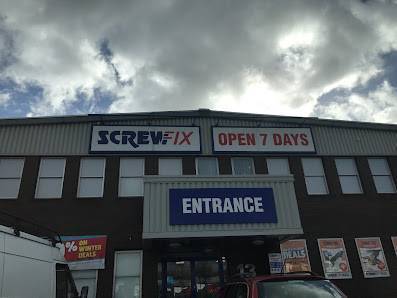 SCREWFIX
OPEN 7 DAYS
ENTRANCE
% ON
WINTER
DEALS
DEALS